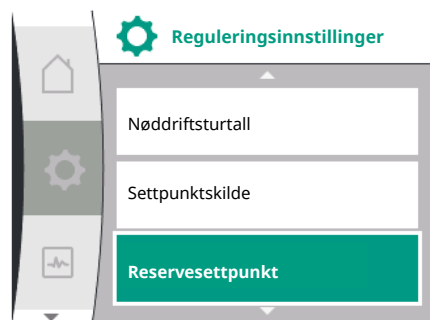 Reguleringsinnstillinger
Nøddriftsturtall
Settpunktskilde
Reservesettpunkt